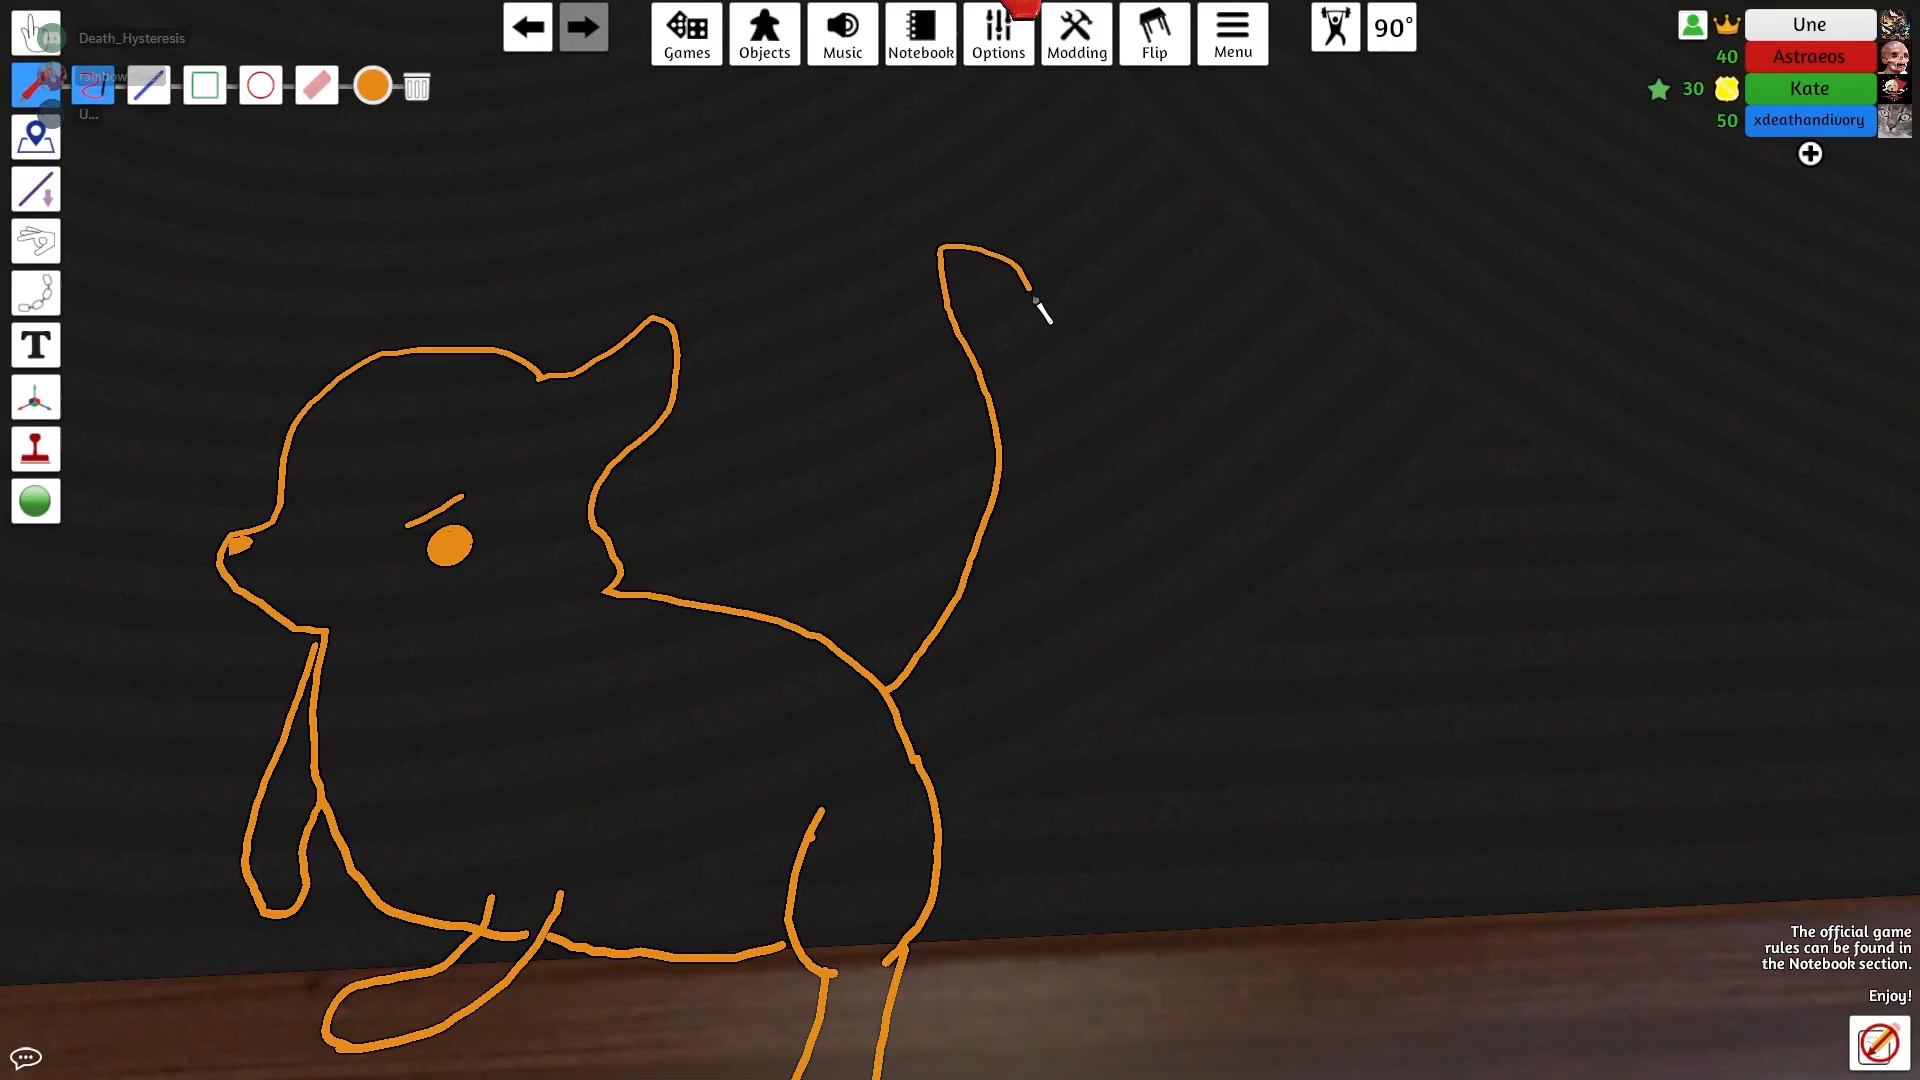 Death_Hysteresis
rainbow
U...
Games
Objects
Music
Notebook
Options
Modding
Flip
Menu
90°
Une
40 Astraeos
30 Kate
50 xdeathandivory
T
The official game
rules can be found in
the Notebook section.
Enjoy!